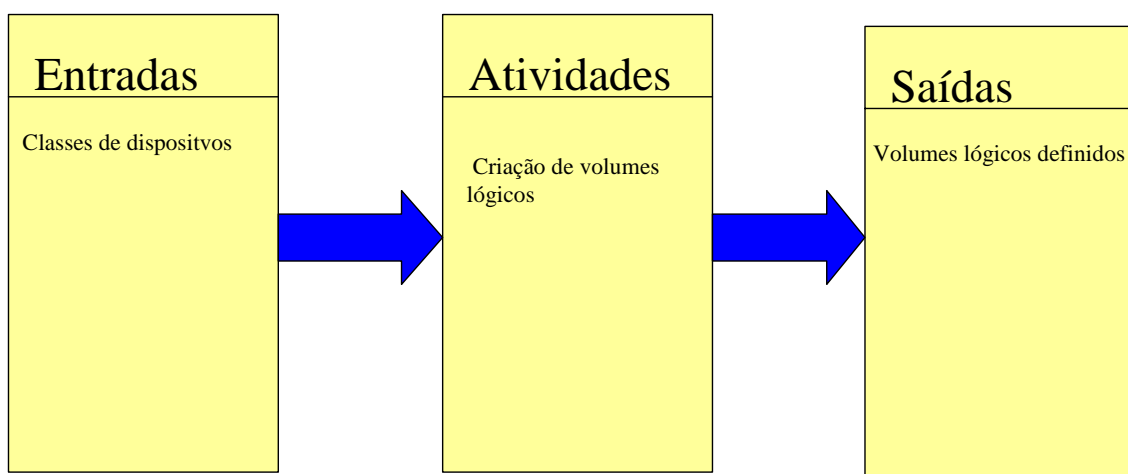 Entradas
Classes de dispositvos
Atividades
Criação de volumes
lógicos
Saídas
Volumes lógicos definidos